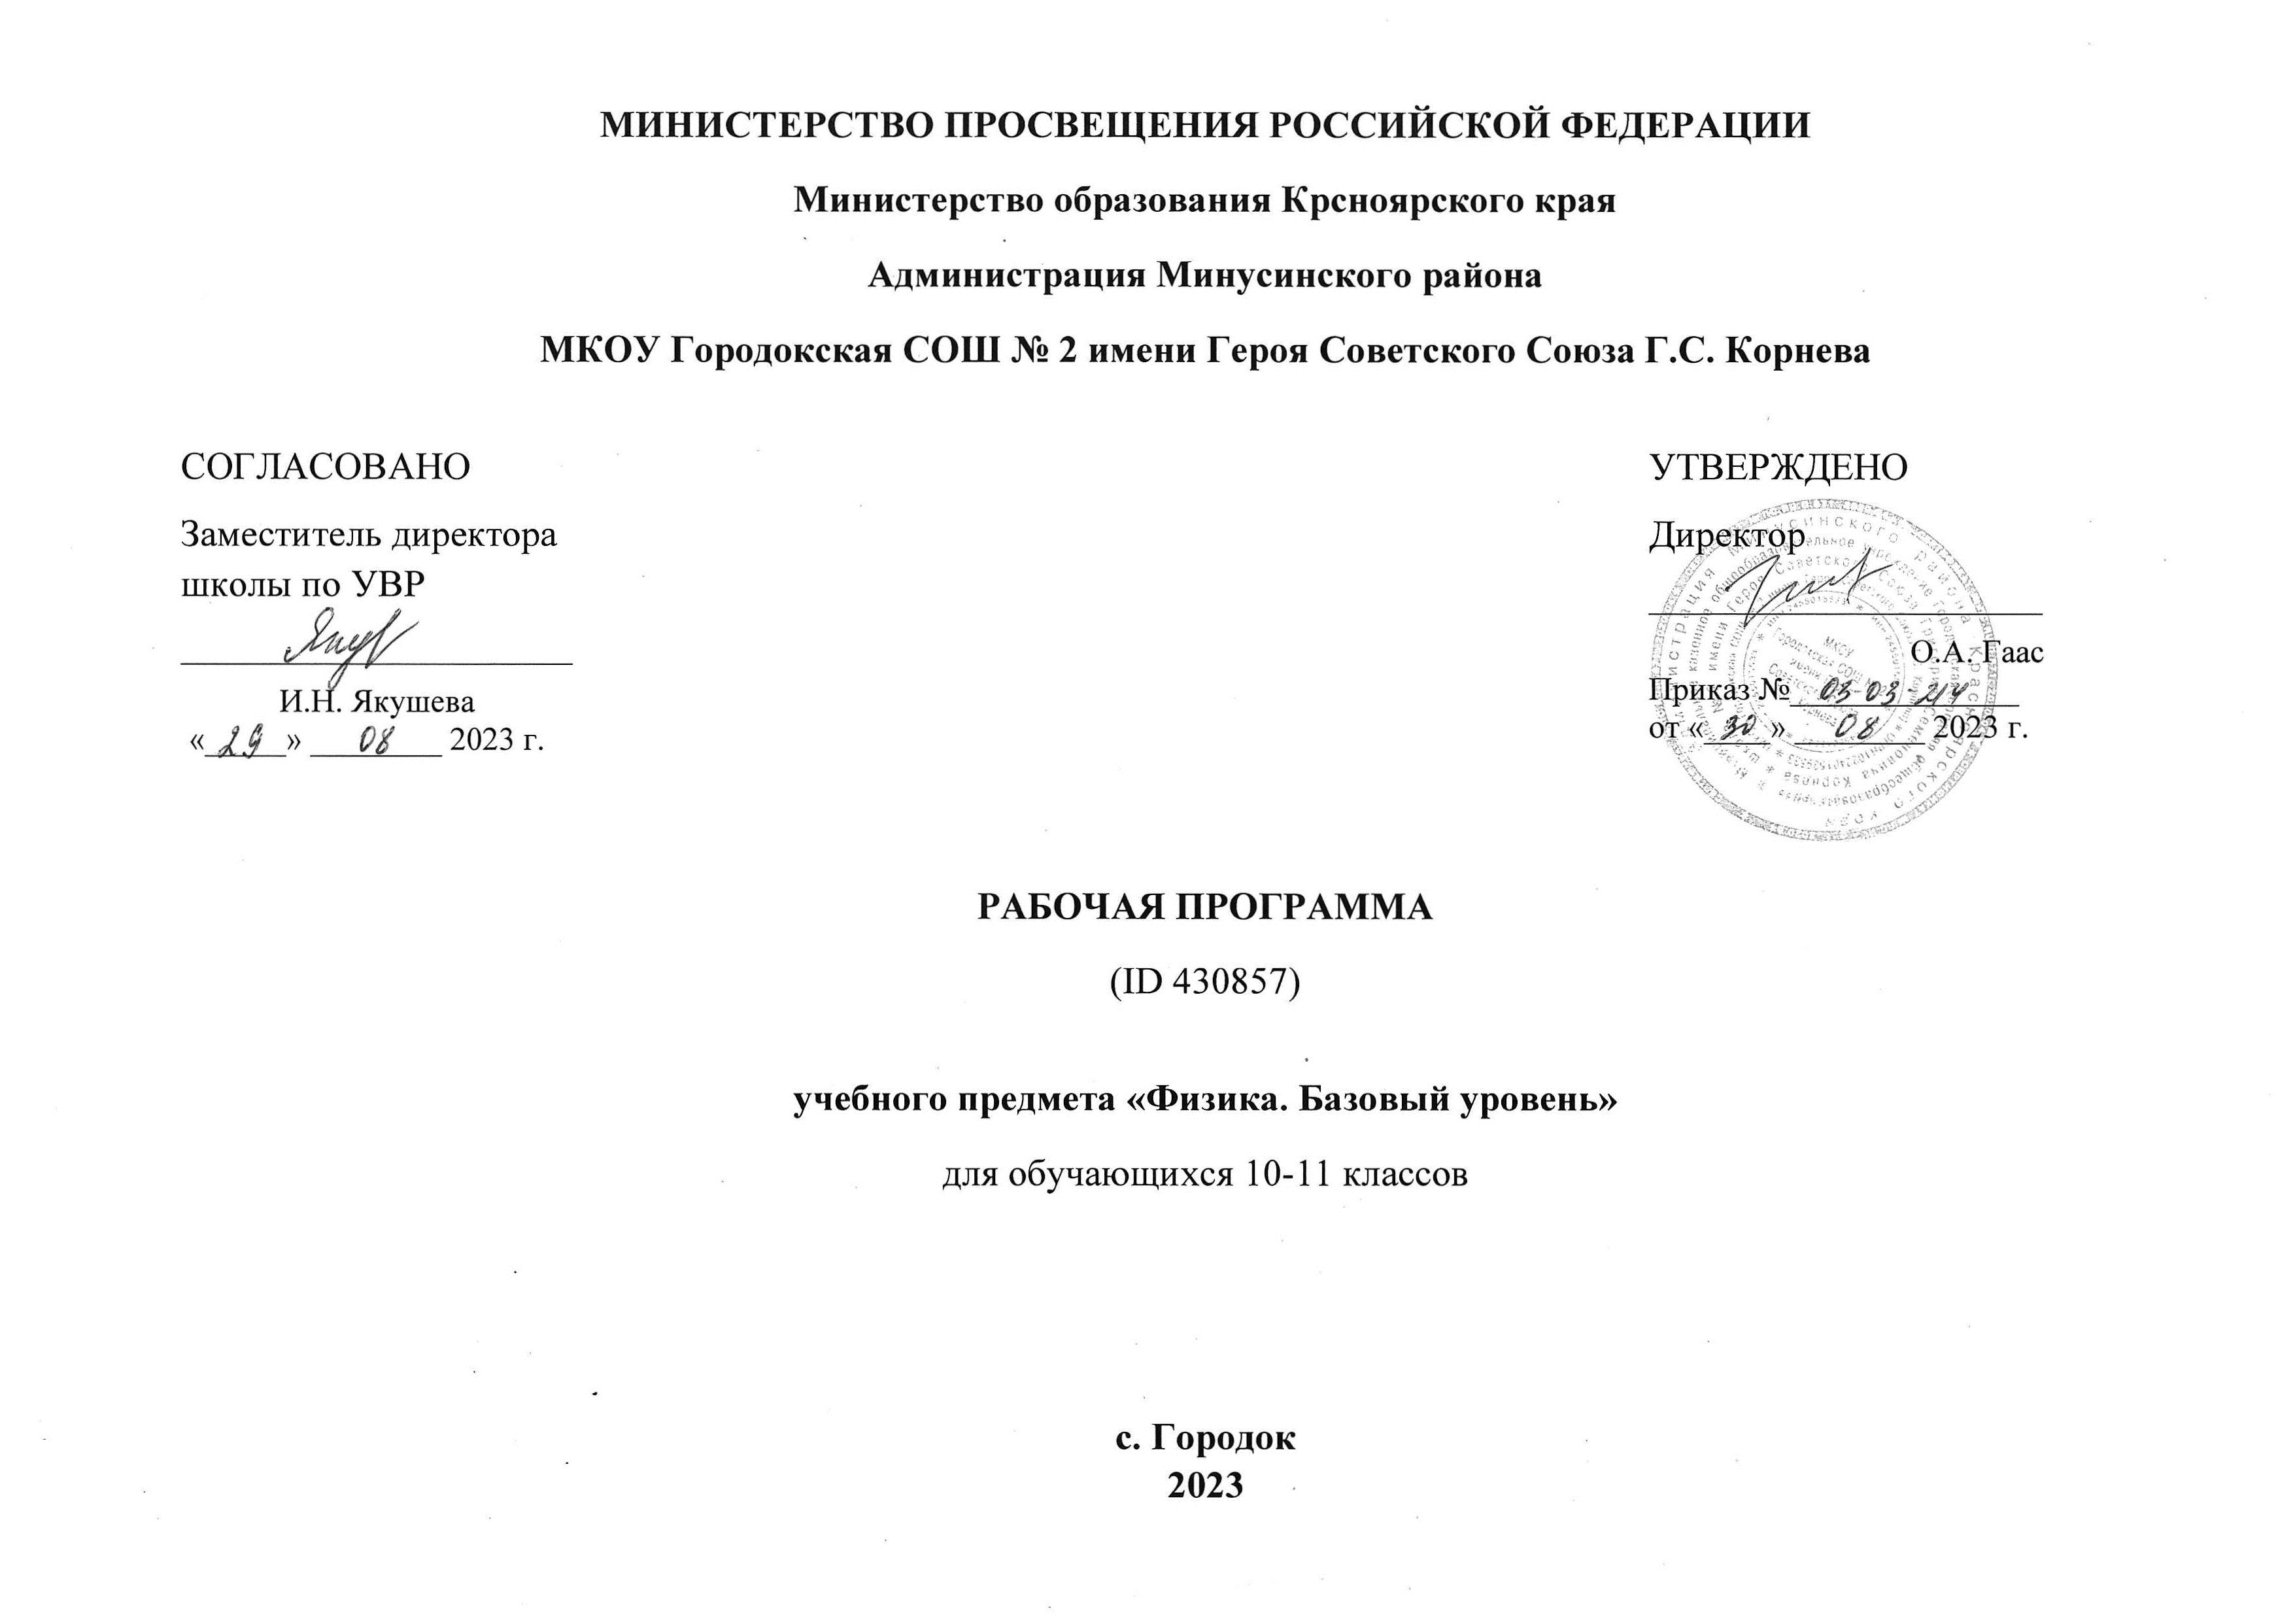 МИНИСТЕРСТВО ПРОСВЕЩЕНИЯ РОССИЙСКОЙ ФЕДЕРАЦИИ
Министерство образования Крсноярского края
Администрация Минусинского района
МКОУ Городокская СОШ № 2 имени Героя Советского Союза Г.С. Корнева
СОГЛАСОВАНО
Заместитель директора
школы по УВР
И.Н. Якушева
«29» 08 2023 г.
УТВЕРЖДЕНО
Директор
О.А. Гаас
Приказ № 03-03-214
от «30» 08 2023 г.
РАБОЧАЯ ПРОГРАММА
(ID 430857)
учебного предмета «Физика. Базовый уровень»
для обучающихся 10-11 классов
с. Городок
2023